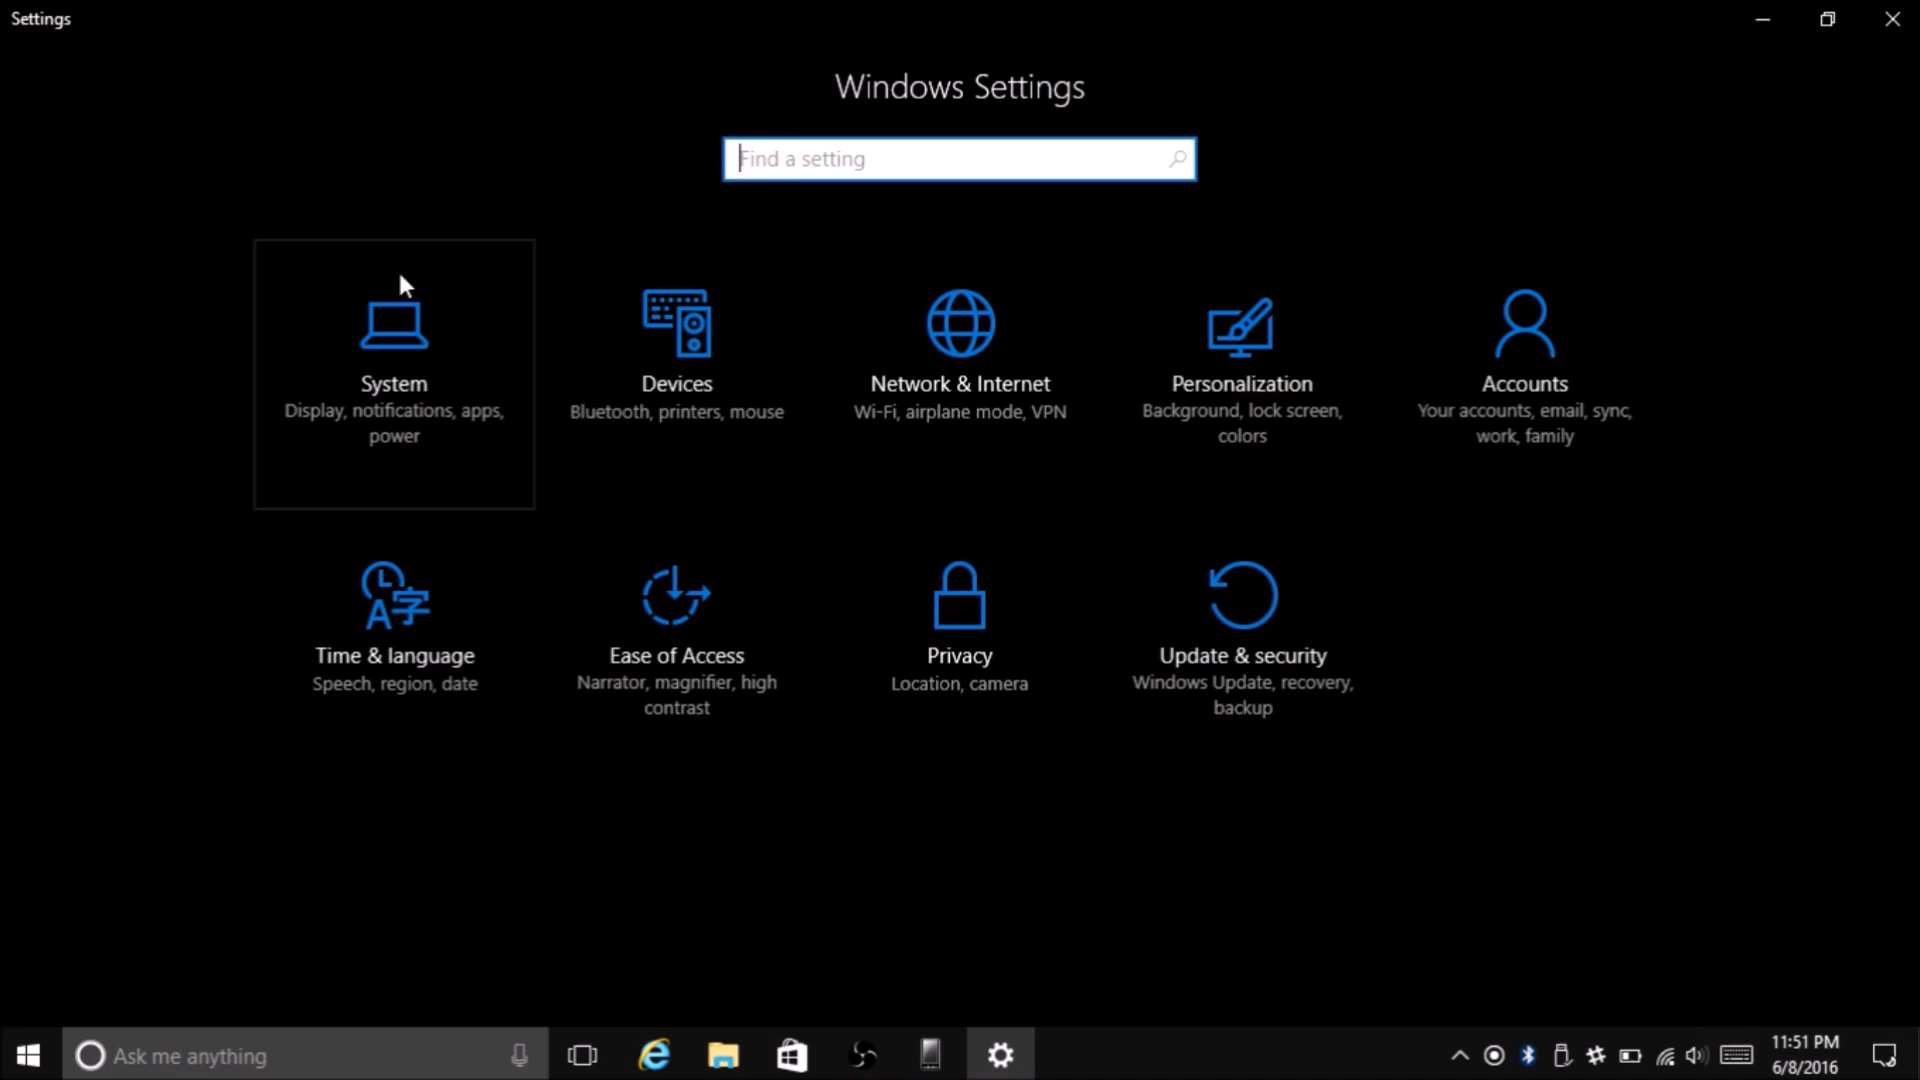 Settings
Windows Settings
Find a setting
System
Display, notifications, apps,
power
Devices
Bluetooth, printers, mouse
Network & Internet
Wi-Fi, airplane mode, VPN
Personalization
Background, lock screen,
colors
Accounts
Your accounts, email, sync,
work, family
A字
Time & language
Speech, region, date
Ease of Access
Narrator, magnifier, high
contrast
Privacy
Location, camera
Update & security
Windows Update, recovery,
backup
Ask me anything
11:51 PM
6/8/2016